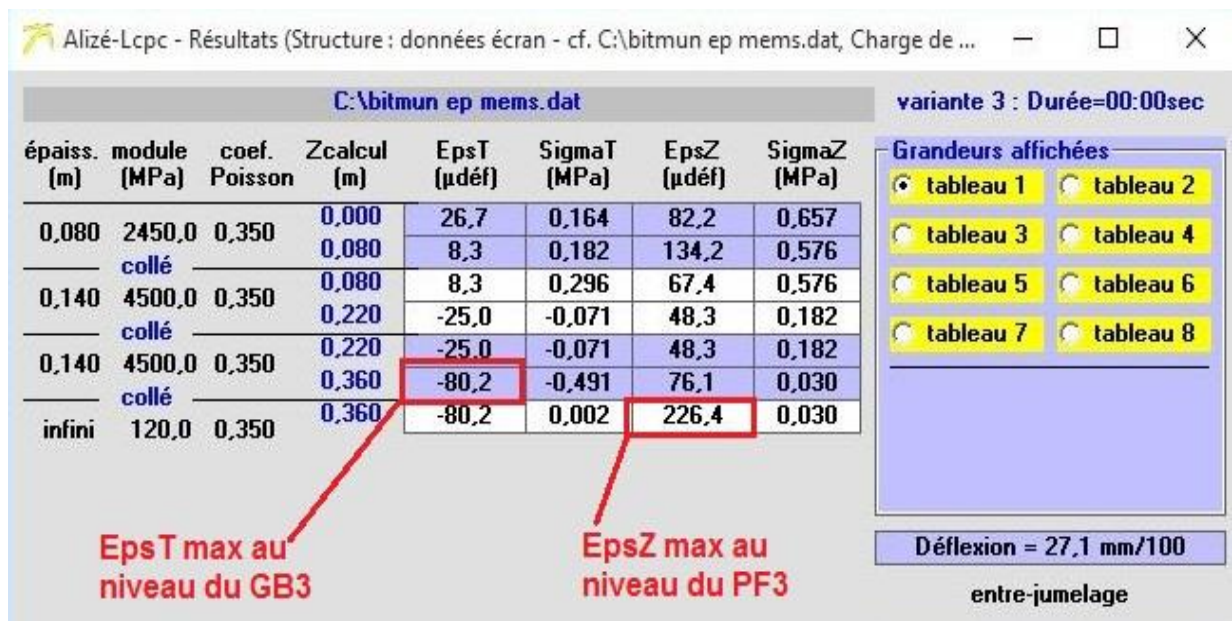 Alizé-Lcpc - Résultats (Structure : données écran - cf. C:\bitmun ep mems.dat, Charge de ...
C:\bitmun ep mems.dat
variante 3 : Durée=00:00sec
épaiss. module coef. Zcalcul EpsT SigmaT EpsZ SigmaZ
(m) (MPa) Poisson (m) (µdéf) (MPa) (µdéf) (MPa)
0,000 26,7 0,164 82,2 0,657
0,080 2450,0 0,350
0,080 8,3 0,182 134,2 0,576
collé
0,080 8,3 0,296 67,4 0,576
0,140 4500,0 0,350
0,220 -25,0 -0,071 48,3 0,182
collé
0,220 -25,0 -0,071 48,3 0,182
0,140 4500,0 0,350
0,360 -80,2 -0,491 76,1 0,030
collé
0,360 -80,2 0,002 226,4 0,030
infini 120,0 0,350
Grandeurs affichées
tableau 1 tableau 2
tableau 3 tableau 4
tableau 5 tableau 6
tableau 7 tableau 8
EpsT max au
niveau du GB3
EpsZ max au
niveau du PF3
Déflexion = 27,1 mm/100
entre-jumelage